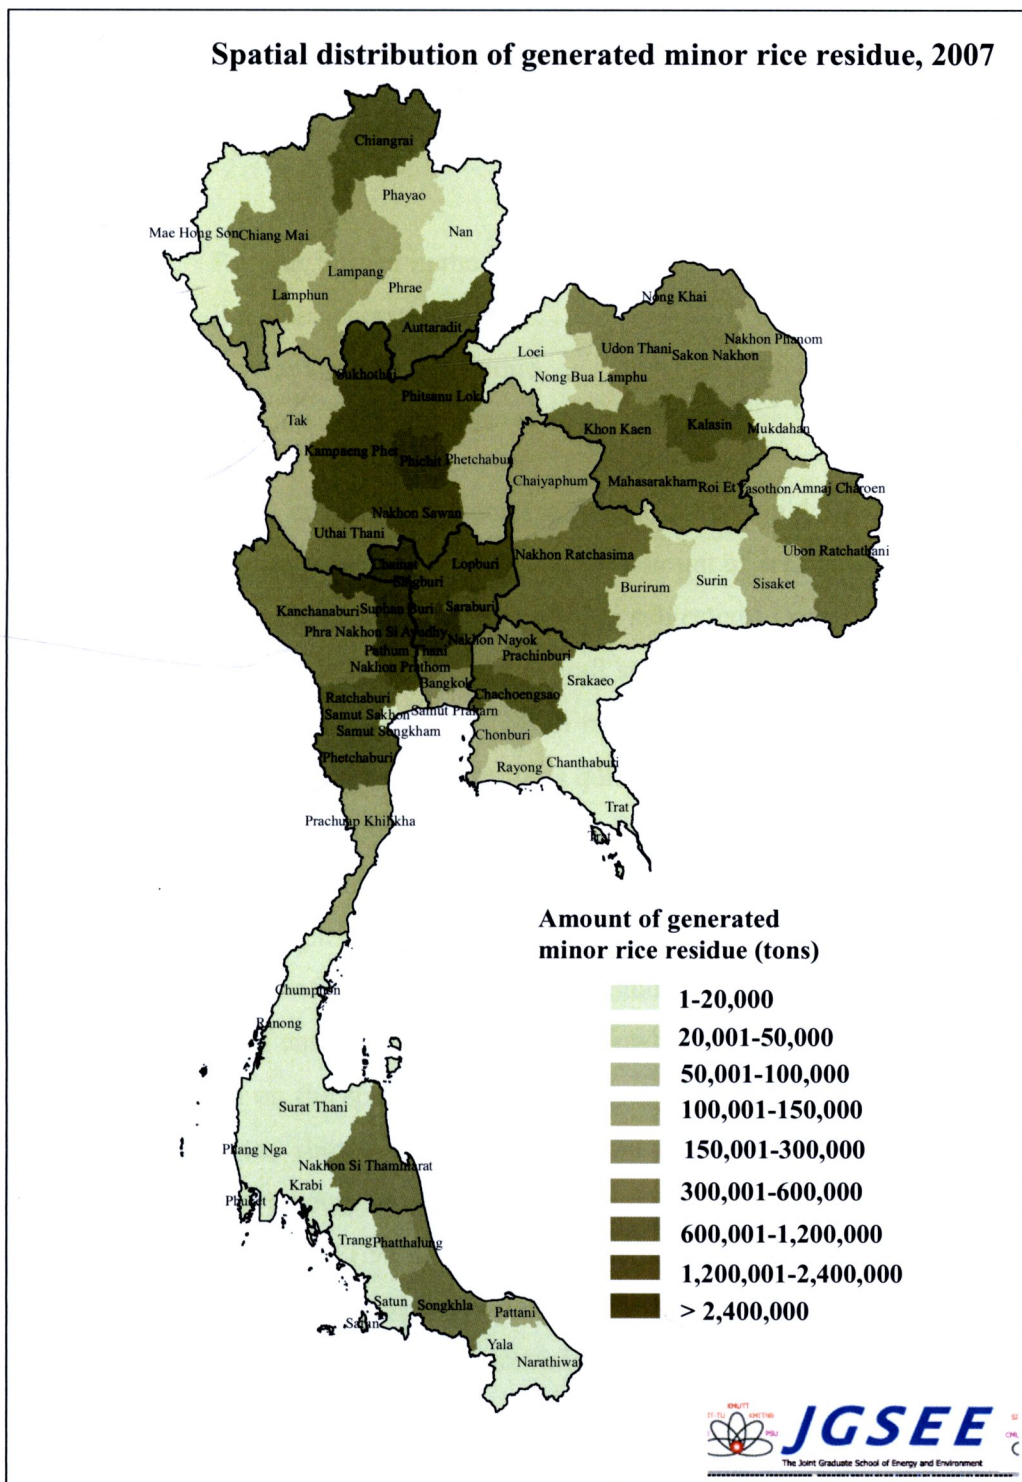 Spatial distribution of generated minor rice residue, 2007
Chiangrai
Phayao
Mae Hong Son
Chiang Mai
Nan
Lampang
Lamphun
Phrae
Nong Khai
Auttaradit
Nakhon Phanom
Loei
Udon Thani
Sakon Nakhon
Sukhothai
Nong Bua Lamphu
Phitsanu Lok
Tak
Khon Kaen
Kalasin
Mukdahan
Kampaeng Phet
Phichit
Phetchabun
Chaiyaphum
Mahasarakham
Roi Et
Yasothon
Amnaj Charoen
Nakhon Sawan
Uthai Thani
Nakhon Ratchasima
Ubon Ratchathani
Chainat
Lopburi
Singburi
Burirum
Surin
Sisaket
Kanchanaburi
Suphan Buri
Saraburi
Phra Nakhon Si Ayudhy
Nakhon Nayok
Pathum Thani
Prachinburi
Nakhon Prathom
Bangkok
Srakaeo
Ratchaburi
Chachoengsao
Samut Sakhon
Samut Prakarn
Samut Songkham
Chonburi
Phetchaburi
Rayong
Chanthaburi
Prachuap Khilikha
Trat
Trat
Amount of generated
minor rice residue (tons)
Chumphon
1-20,000
Ranong
20,001-50,000
50,001-100,000
Surat Thani
100,001-150,000
Phang Nga
150,001-300,000
Nakhon Si Thammarat
Krabi
300,001-600,000
Phuket
Trang
Phatthalung
600,001-1,200,000
1,200,001-2,400,000
Satun
Songkhla
Pattani
> 2,400,000
Satun
Yala
Narathiwa
KMUTT
KMITNB
PSU
JGSEE
The Joint Graduate School of Energy and Environment